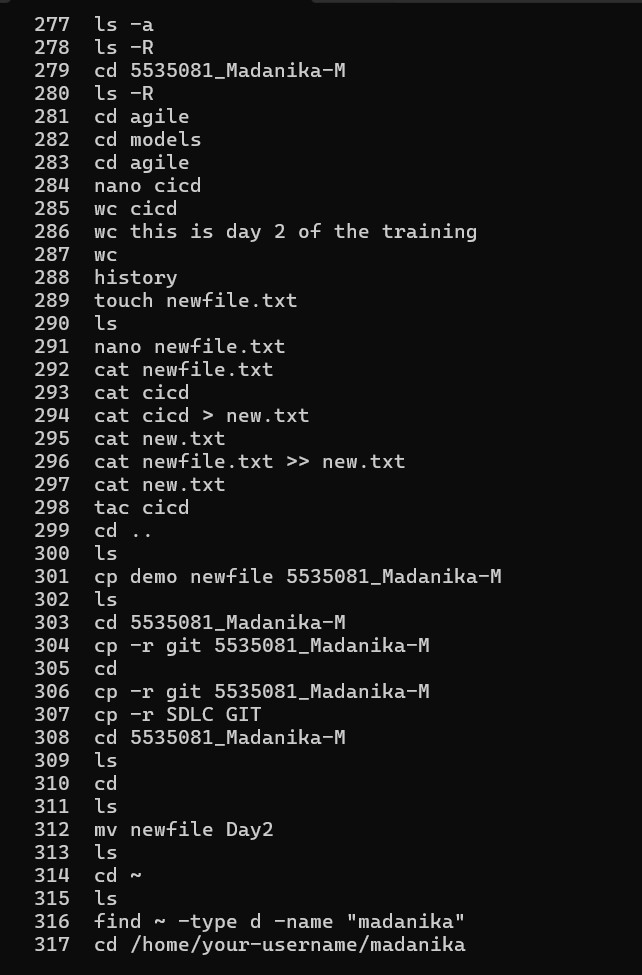 277 ls -a
278 ls -R
279 cd 5535081_Madanika-M
280 ls -R
281 cd agile
282 cd models
283 cd agile
284 nano cicd
285 wc cicd
286 wc this is day 2 of the training
287 wc
288 history
289 touch newfile.txt
290 ls
291 nano newfile.txt
292 cat newfile.txt
293 cat cicd
294 cat cicd > new.txt
295 cat new.txt
296 cat newfile.txt >> new.txt
297 cat new.txt
298 tac cicd
299 cd ..
300 ls
301 cp demo newfile 5535081_Madanika-M
302 ls
303 cd 5535081_Madanika-M
304 cp -r git 5535081_Madanika-M
305 cd
306 cp -r git 5535081_Madanika-M
307 cp -r SDLC GIT
308 cd 5535081_Madanika-M
309 ls
310 cd
311 ls
312 mv newfile Day2
313 ls
314 cd ~
315 ls
316 find ~ -type d -name "madanika"
317 cd /home/your-username/madanika